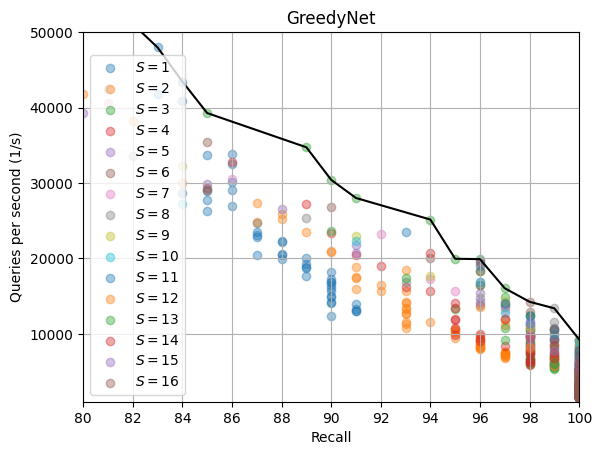 GreedyNet
Queries per second (1/s)
50000
40000
30000
20000
10000
S = 1
S = 2
S = 3
S = 4
S = 5
S = 6
S = 7
S = 8
S = 9
S = 10
S = 11
S = 12
S = 13
S = 14
S = 15
S = 16
80 82 84 86 88 90 92 94 96 98 100
Recall